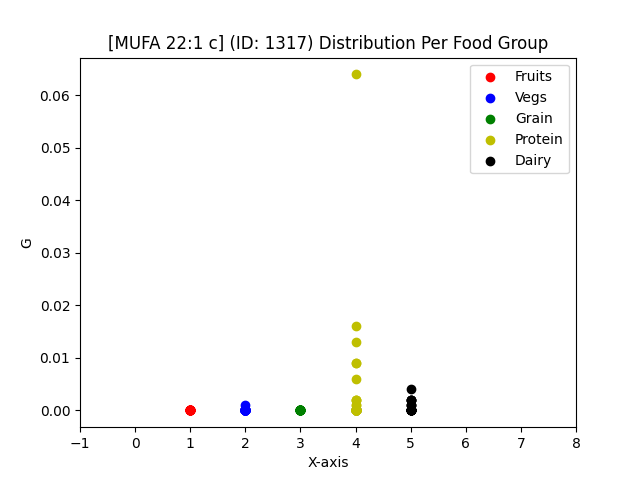 [MUFA 22:1 c] (ID: 1317) Distribution Per Food Group
Fruits
Vegs
Grain
Protein
Dairy
G
0.06
0.05
0.04
0.03
0.02
0.01
0.00
−1 0 1 2 3 4 5 6 7 8
X-axis